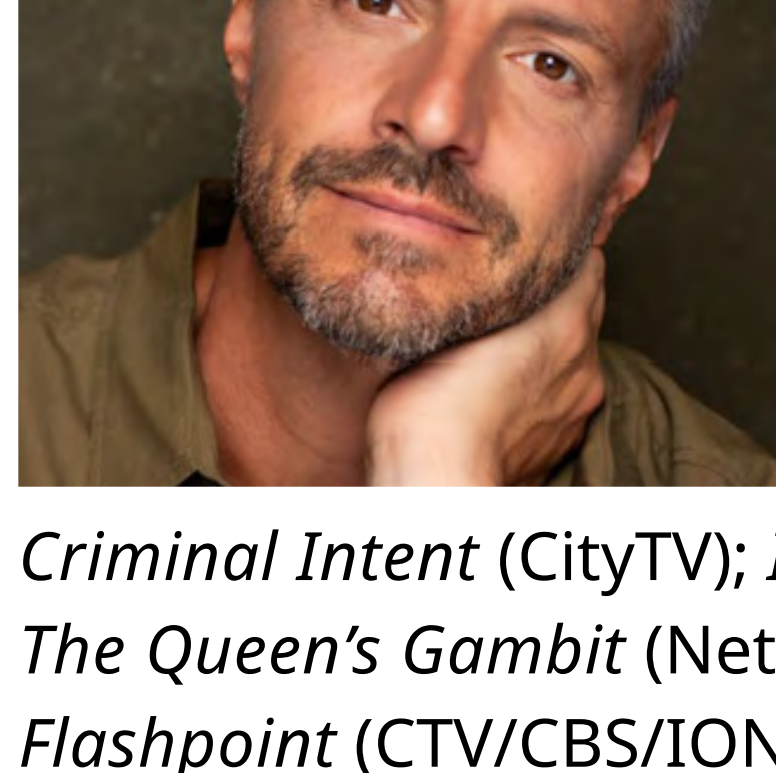 Criminal Intent (CityTV);
The Queen’s Gambit (Net
Flashpoint (CTV/CBS/ION